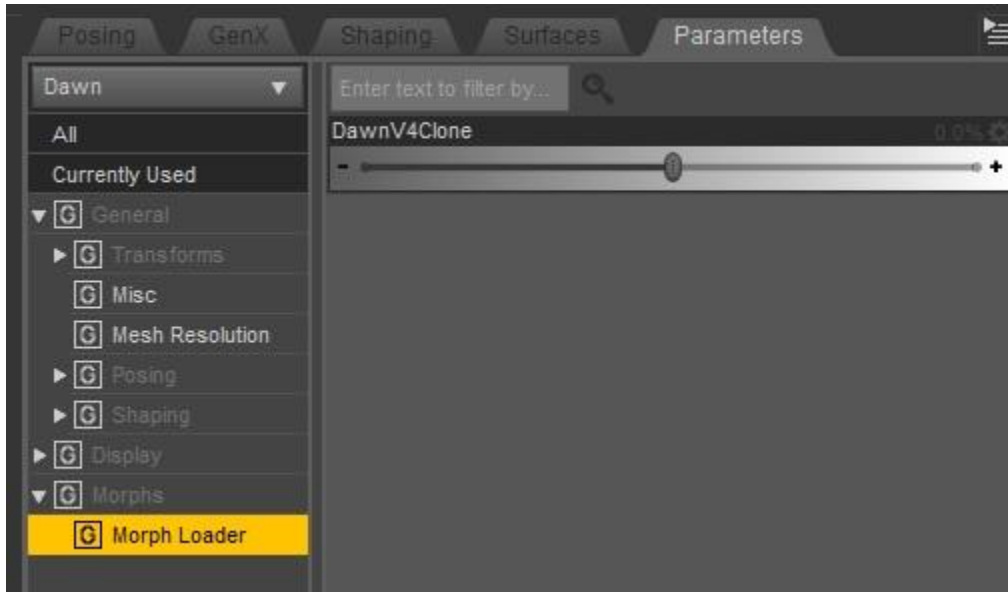 Posing GenX Shaping Surfaces Parameters
Dawn
Enter text to filter by...
All
DawnV4Clone 0.0%
Currently Used
- +
G General
G Transforms
G Misc
G Mesh Resolution
G Posing
G Shaping
G Display
G Morphs
G Morph Loader